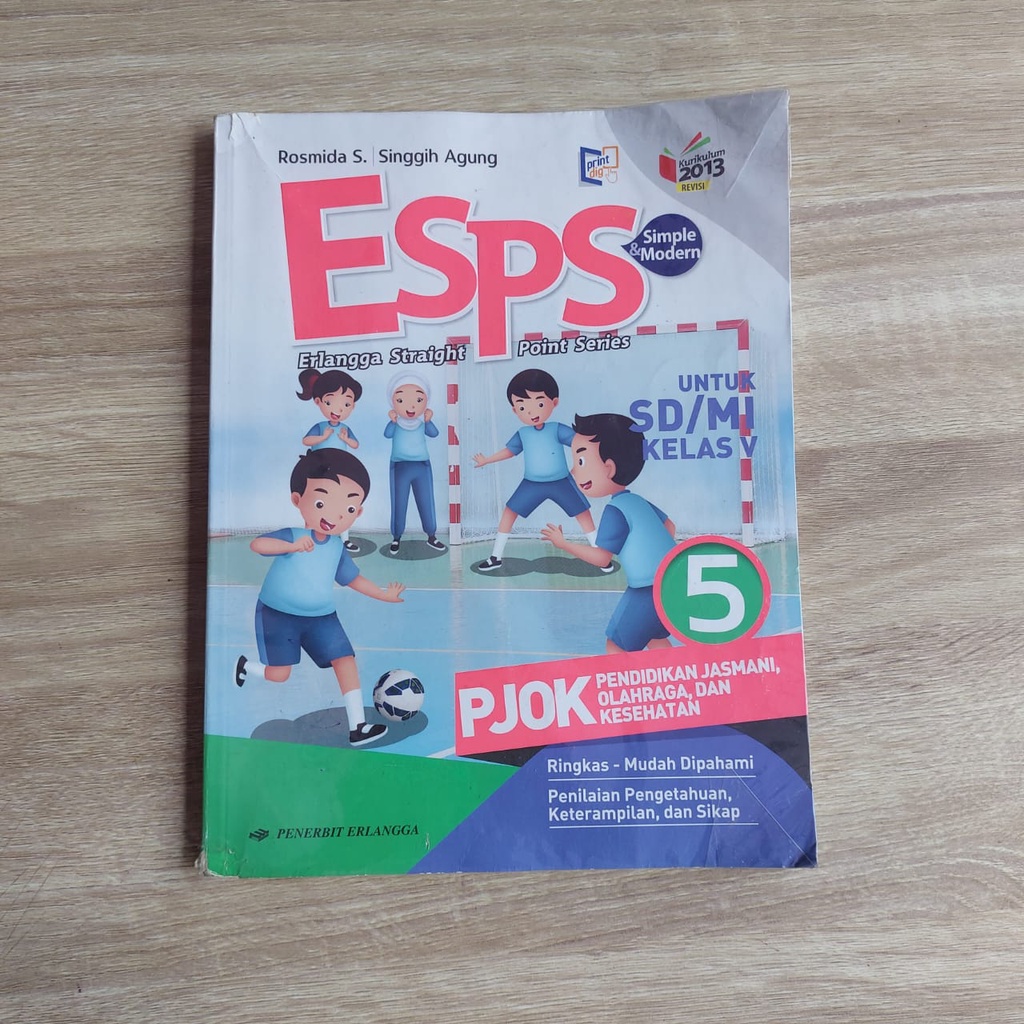 Rosmida S. | Singgih Agung
print
dig
Kurikulum
2013
REVISI
ESPS
Simple
&Modern
Erlangga Straight Point Series
UNTUK
SD/MI
KELAS V
5
PJOK
PENDIDIKAN JASMANI,
OLAHRAGA, DAN
KESEHATAN
Ringkas - Mudah Dipahami
Penilaian Pengetahuan,
Keterampilan, dan Sikap
PENERBIT ERLANGGA